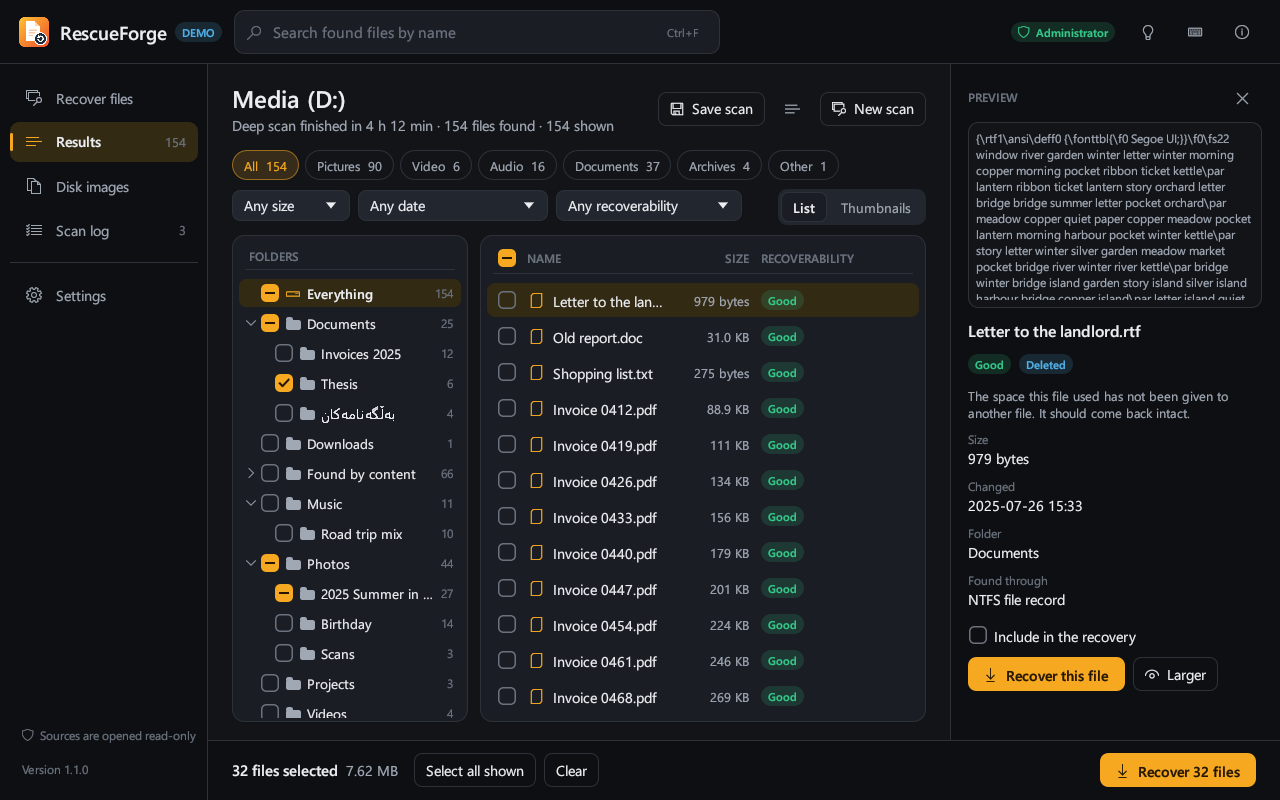 RescueForge DEMO
Search found files by name Ctrl+F
Administrator
Recover files
Results 154
Disk images
Scan log 3
Settings
Sources are opened read-only
Version 1.1.0
Media (D:)
Deep scan finished in 4 h 12 min · 154 files found · 154 shown
Save scan
New scan
All 154
Pictures 90
Video 6
Audio 16
Documents 37
Archives 4
Other 1
Any size
Any date
Any recoverability
List
Thumbnails
FOLDERS
Everything 154
Documents 25
Invoices 2025 12
Thesis 6
بەڵگەنامەکان 4
Downloads 1
Found by content 66
Music 11
Road trip mix 10
Photos 44
2025 Summer in ... 27
Birthday 14
Scans 3
Projects 3
Videos 4
NAME SIZE RECOVERABILITY
Letter to the lan... 979 bytes Good
Old report.doc 31.0 KB Good
Shopping list.txt 275 bytes Good
Invoice 0412.pdf 88.9 KB Good
Invoice 0419.pdf 111 KB Good
Invoice 0426.pdf 134 KB Good
Invoice 0433.pdf 156 KB Good
Invoice 0440.pdf 179 KB Good
Invoice 0447.pdf 201 KB Good
Invoice 0454.pdf 224 KB Good
Invoice 0461.pdf 246 KB Good
Invoice 0468.pdf 269 KB Good
PREVIEW
{\rtf1\ansi\deff0 {\fonttbl{\f0 Segoe UI;}}\f0\fs22
window river garden winter letter winter morning
copper morning pocket ribbon ticket kettle\par
lantern ribbon ticket lantern story orchard letter
bridge bridge summer letter pocket orchard\par
meadow copper quiet paper copper meadow pocket
lantern morning harbour pocket winter kettle\par
story letter winter silver garden meadow market
pocket bridge river winter river kettle\par bridge
winter bridge island garden story island silver island
harbour bridge copper island\par letter island quiet
Letter to the landlord.rtf
Good Deleted
The space this file used has not been given to
another file. It should come back intact.
Size
979 bytes
Changed
2025-07-26 15:33
Folder
Documents
Found through
NTFS file record
Include in the recovery
Recover this file
Larger
32 files selected 7.62 MB
Select all shown
Clear
Recover 32 files